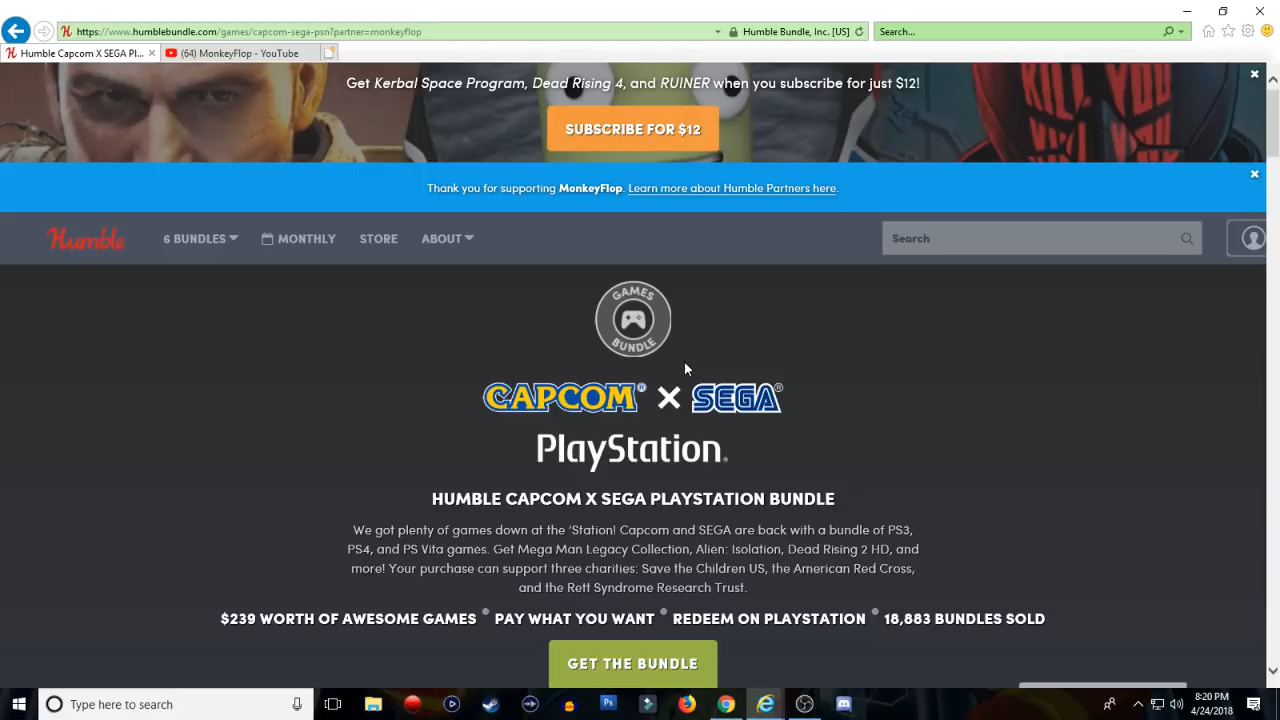 https://www.humblebundle.com/games/capcom-sega-psn?partner=monkeyflop
Humble Bundle, Inc. [US]
Search...
Humble Capcom X SEGA Pl...
(64) MonkeyFlop - YouTube
Get Kerbal Space Program, Dead Rising 4, and RUINER when you subscribe for just $12!
SUBSCRIBE FOR $12
KILL YOU
Thank you for supporting MonkeyFlop. Learn more about Humble Partners here.
Humble
6 BUNDLES
MONTHLY
STORE
ABOUT
Search
GAMES
BUNDLE
CAPCOM® X SEGA®
PlayStation®
HUMBLE CAPCOM X SEGA PLAYSTATION BUNDLE
We got plenty of games down at the 'Station! Capcom and SEGA are back with a bundle of PS3,
PS4, and PS Vita games. Get Mega Man Legacy Collection, Alien: Isolation, Dead Rising 2 HD, and
more! Your purchase can support three charities: Save the Children US, the American Red Cross,
and the Rett Syndrome Research Trust.
$239 WORTH OF AWESOME GAMES • PAY WHAT YOU WANT • REDEEM ON PLAYSTATION • 18,883 BUNDLES SOLD
GET THE BUNDLE
Type here to search
Ps
8:20 PM
4/24/2018